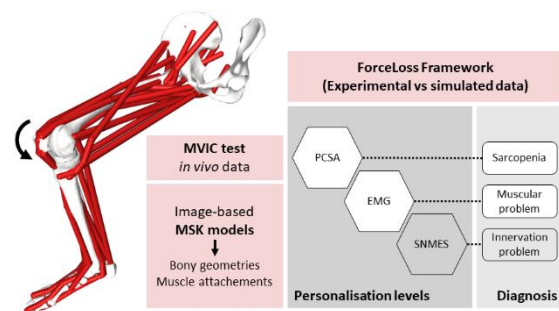 ForceLoss Framework
(Experimental vs simulated data)
MVIC test
in vivo data
Image-based
MSK models
Bony geometries
Muscle attachements
PCSA
EMG
SNMES
Sarcopenia
Muscular
problem
Innervation
problem
Personalisation levels
Diagnosis